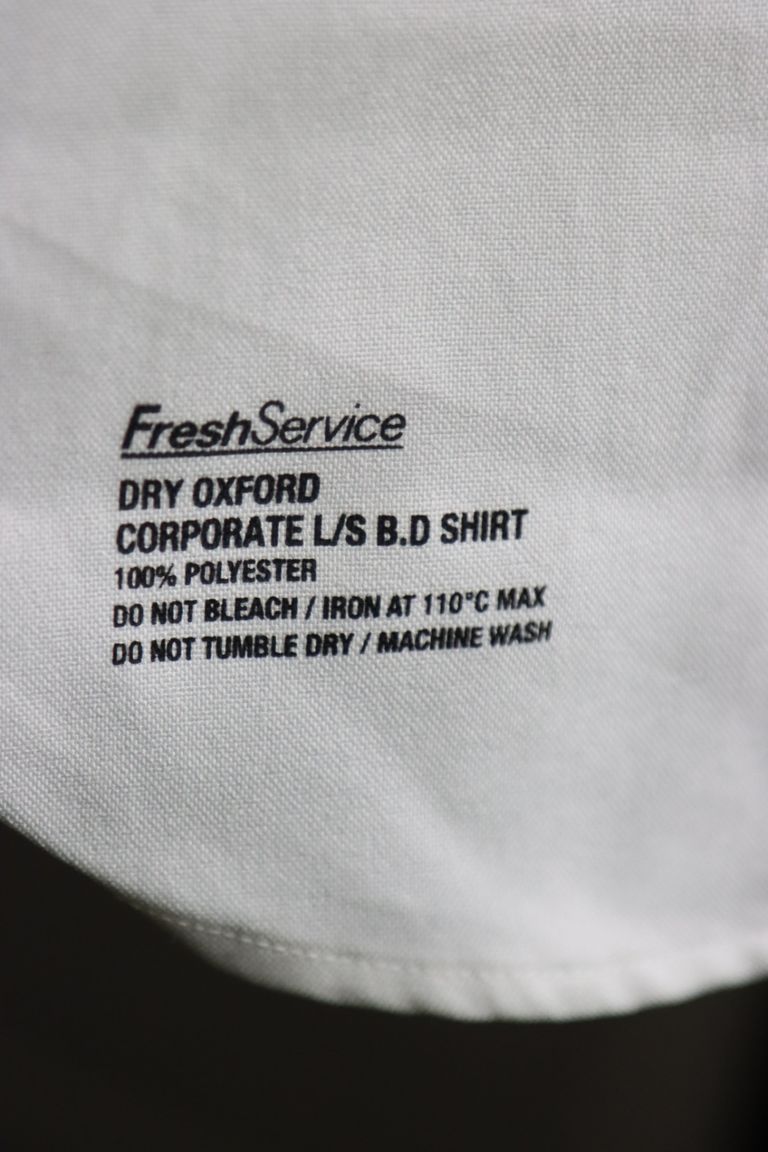 FreshService
DRY OXFORD
CORPORATE L/S B.D SHIRT
100% POLYESTER
DO NOT BLEACH / IRON AT 110°C MAX
DO NOT TUMBLE DRY / MACHINE WASH